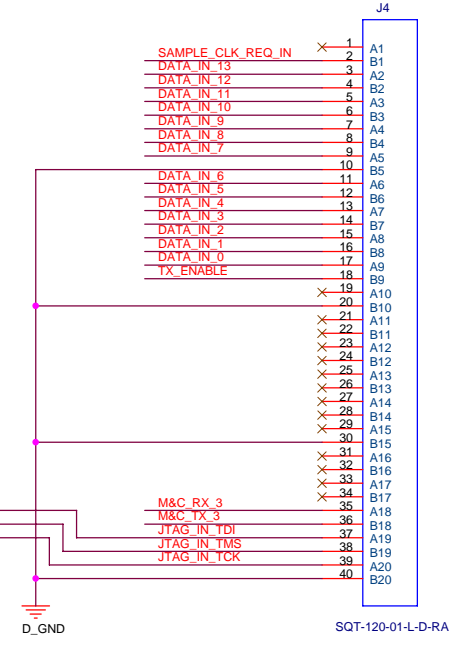 J4
1 A1
SAMPLE_CLK_REQ_IN 2 B1
DATA_IN_13 3 A2
DATA_IN_12 4 B2
DATA_IN_11 5 A3
DATA_IN_10 6 B3
DATA_IN_9 7 A4
DATA_IN_8 8 B4
DATA_IN_7 9 A5
10 B5
DATA_IN_6 11 A6
DATA_IN_5 12 B6
DATA_IN_4 13 A7
DATA_IN_3 14 B7
DATA_IN_2 15 A8
DATA_IN_1 16 B8
DATA_IN_0 17 A9
TX_ENABLE 18 B9
19 A10
20 B10
21 A11
22 B11
23 A12
24 B12
25 A13
26 B13
27 A14
28 B14
29 A15
30 B15
31 A16
32 B16
33 A17
34 B17
M&C_RX_3 35 A18
M&C_TX_3 36 B18
JTAG_IN_TDI 37 A19
JTAG_IN_TMS 38 B19
JTAG_IN_TCK 39 A20
40 B20
D_GND
SQT-120-01-L-D-RA